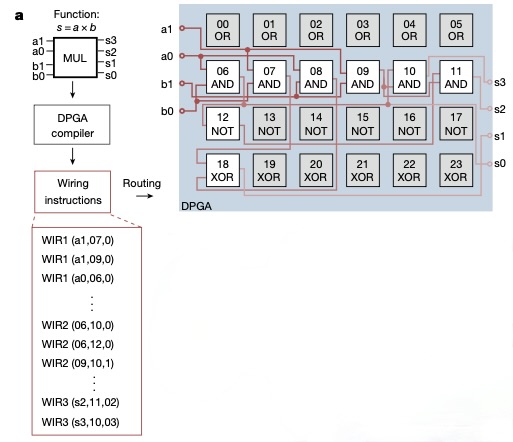 a
Function:
s = a × b
a1
a0
b1
b0
MUL
s3
s2
s1
s0
DPGA
compiler
Wiring
instructions
Routing
WIR1 (a1,07,0)
WIR1 (a1,09,0)
WIR1 (a0,06,0)
⋮
WIR2 (06,10,0)
WIR2 (06,12,0)
WIR2 (09,10,1)
⋮
WIR3 (s2,11,02)
WIR3 (s3,10,03)
a1
a0
b1
b0
00 OR
01 OR
02 OR
03 OR
04 OR
05 OR
06 AND
07 AND
08 AND
09 AND
10 AND
11 AND
12 NOT
13 NOT
14 NOT
15 NOT
16 NOT
17 NOT
18 XOR
19 XOR
20 XOR
21 XOR
22 XOR
23 XOR
s3
s2
s1
s0
DPGA